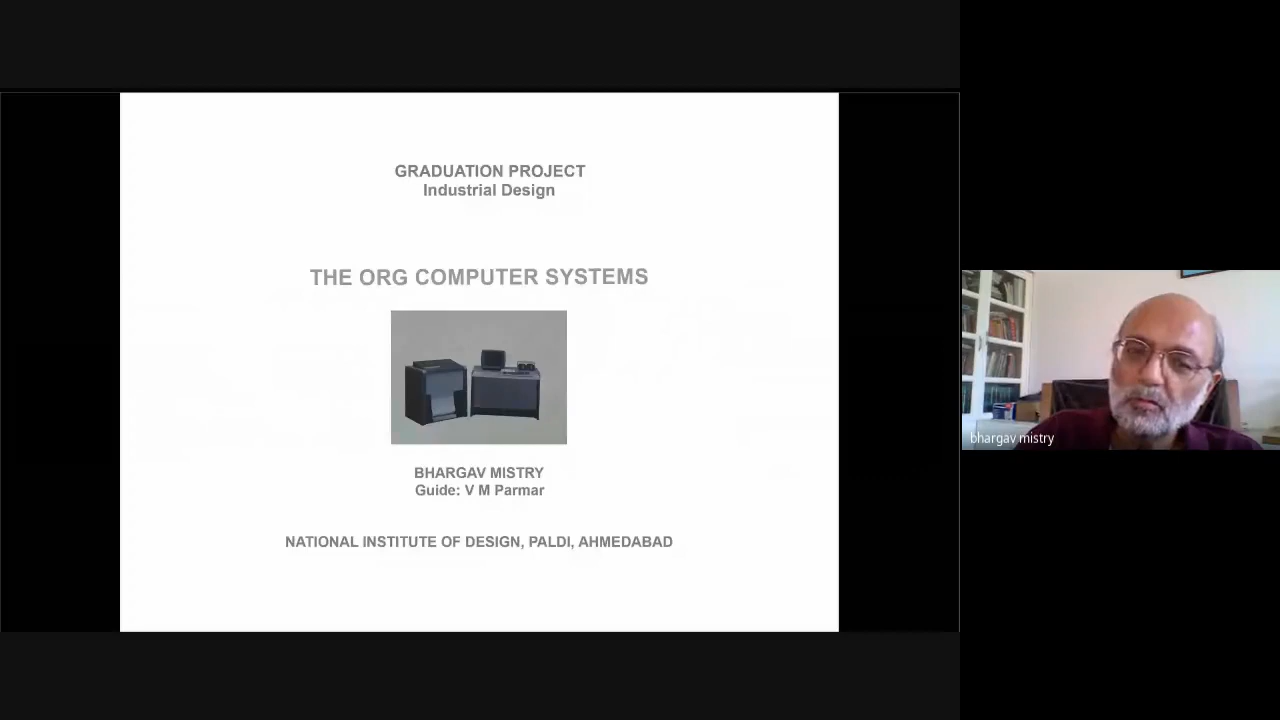 GRADUATION PROJECT
Industrial Design
THE ORG COMPUTER SYSTEMS
BHARGAV MISTRY
Guide: V M Parmar
NATIONAL INSTITUTE OF DESIGN, PALDI, AHMEDABAD
bhargav mistry